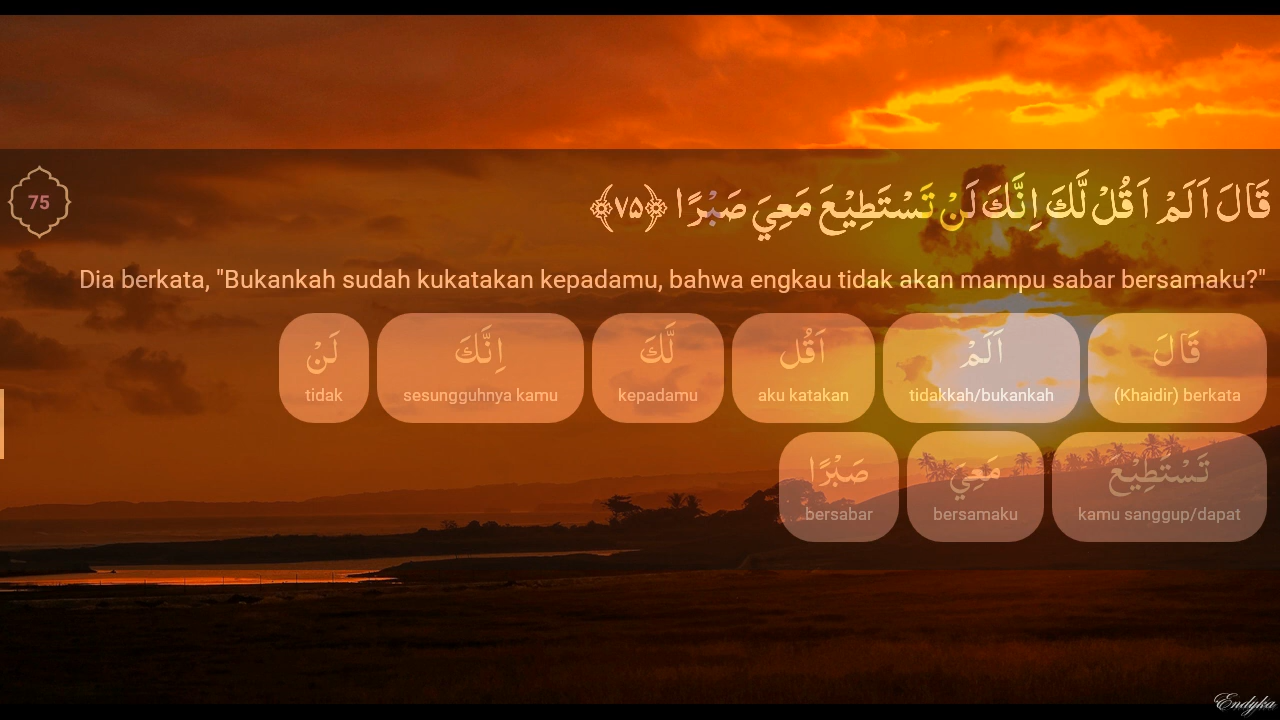 75
قَالَ اَلَمْ اَقُلْ لَّكَ اِنَّكَ لَنْ تَسْتَطِيْعَ مَعِيَ صَبْرًا ﴿۷۵﴾
Dia berkata, "Bukankah sudah kukatakan kepadamu, bahwa engkau tidak akan mampu sabar bersamaku?"
قَالَ
(Khaidir) berkata
اَلَمْ
tidakkah/bukankah
اَقُل
aku katakan
لَّكَ
kepadamu
اِنَّكَ
sesungguhnya kamu
لَنْ
tidak
تَسْتَطِيْعَ
kamu sanggup/dapat
مَعِيَ
bersamaku
صَبْرًا
bersabar
Endyka